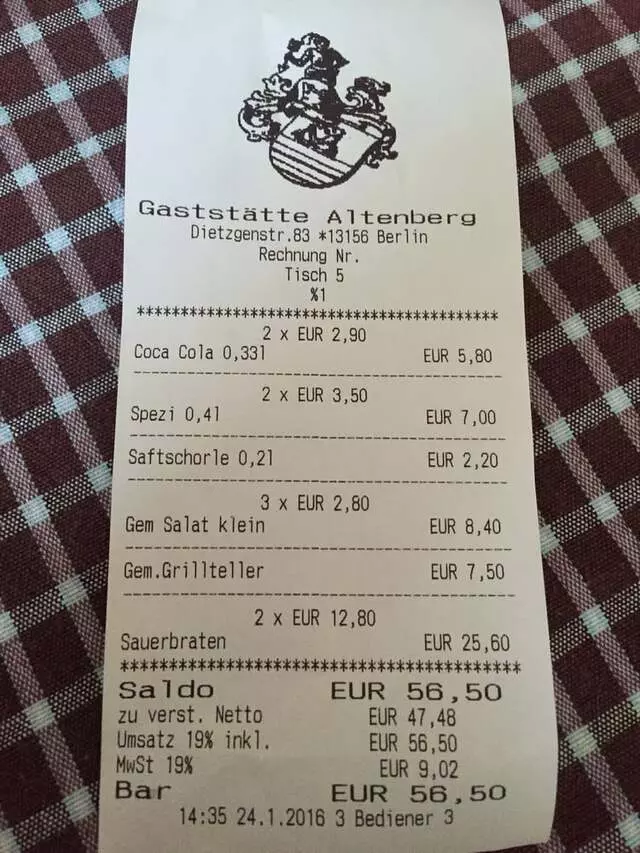 Gaststätte Altenberg
Dietzgenstr.83 *13156 Berlin
Rechnung Nr.
Tisch 5
%1
******************************************
2 x EUR 2,90
Coca Cola 0,33l EUR 5,80
------------------------------------------
2 x EUR 3,50
Spezi 0,4l EUR 7,00
------------------------------------------
Saftschorle 0,2l EUR 2,20
------------------------------------------
3 x EUR 2,80
Gem Salat klein EUR 8,40
------------------------------------------
Gem.Grillteller EUR 7,50
------------------------------------------
2 x EUR 12,80
Sauerbraten EUR 25,60
******************************************
Saldo EUR 56,50
zu verst. Netto EUR 47,48
Umsatz 19% inkl. EUR 56,50
MwSt 19% EUR 9,02
Bar EUR 56,50
14:35 24.1.2016 3 Bediener 3